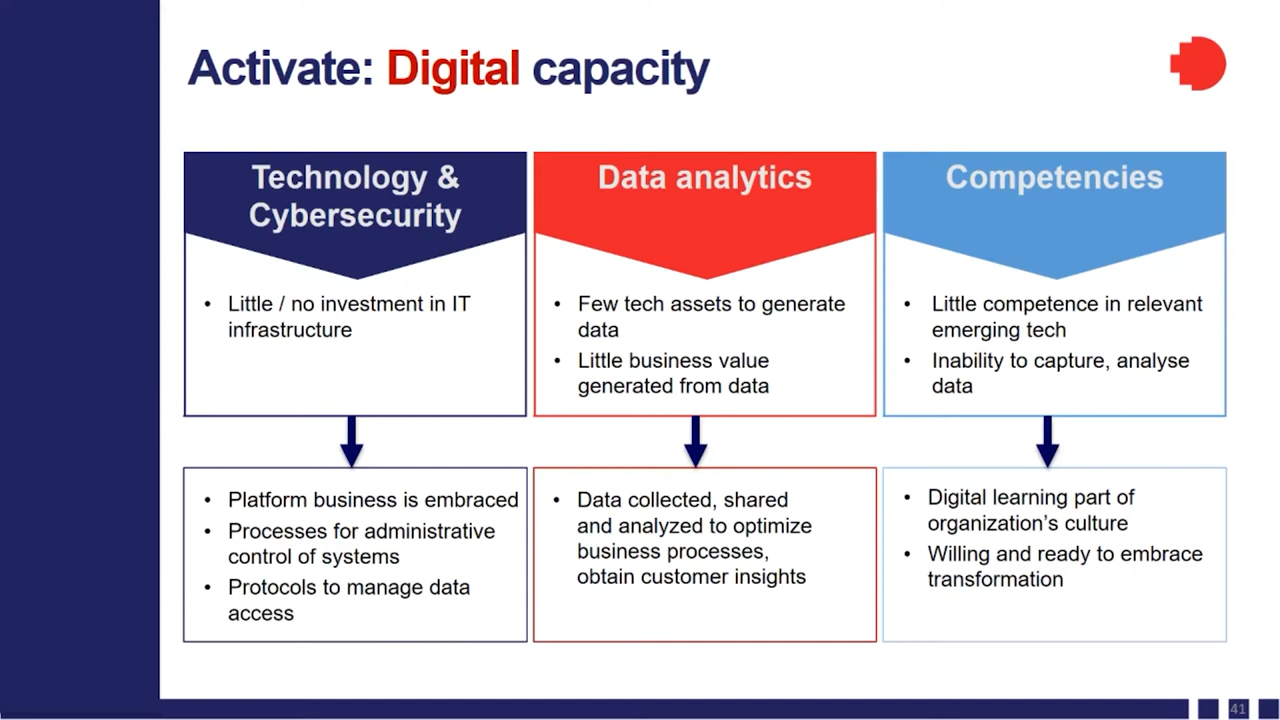 Activate: Digital capacity
Technology &
Cybersecurity
• Little / no investment in IT
infrastructure
Data analytics
• Few tech assets to generate
data
• Little business value
generated from data
Competencies
• Little competence in relevant
emerging tech
• Inability to capture, analyse
data
• Platform business is embraced
• Processes for administrative
control of systems
• Protocols to manage data
access
• Data collected, shared
and analyzed to optimize
business processes,
obtain customer insights
• Digital learning part of
organization’s culture
• Willing and ready to embrace
transformation
41